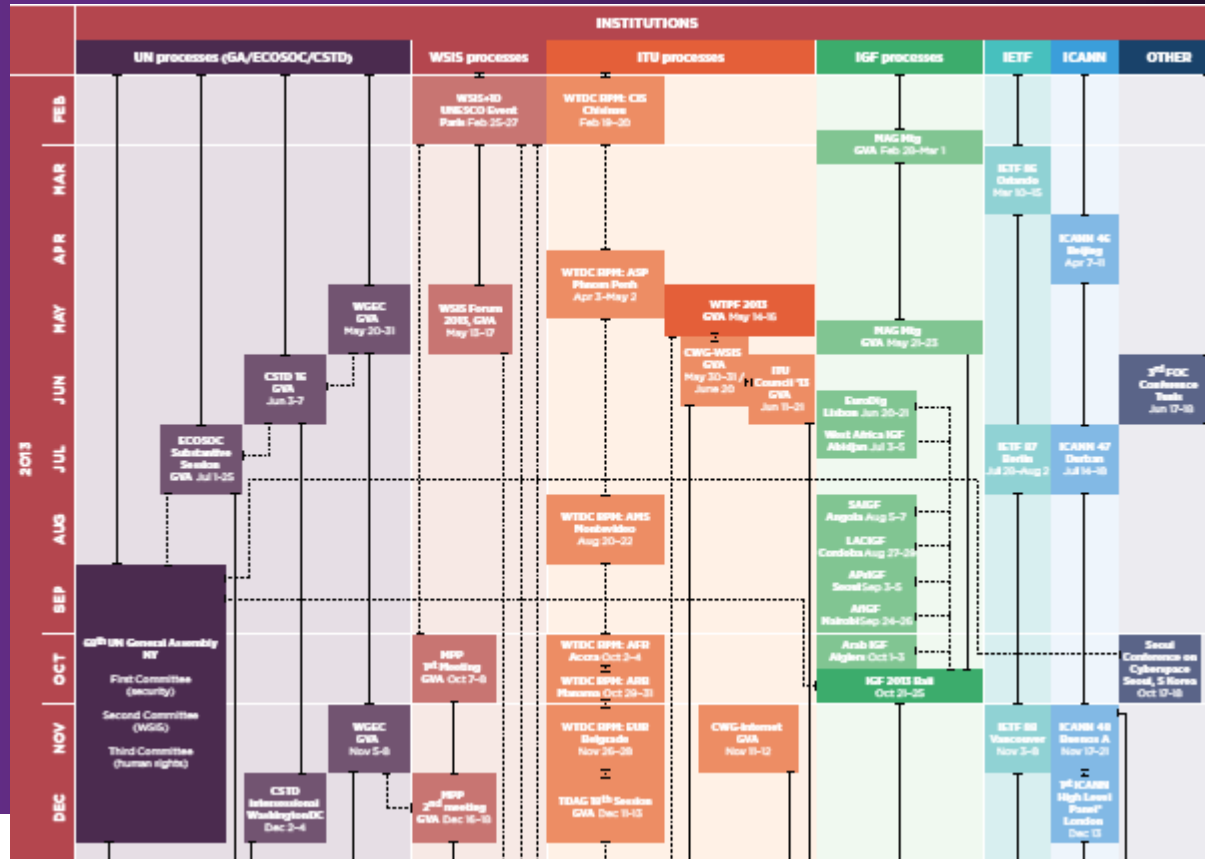 INSTITUTIONS
UN processes (GA/ECOSOC/CSTD)
WSIS processes
ITU processes
IGF processes
IETF
ICANN
OTHER
2013
FEB
WSIS+10
UNESCO Event
Paris Feb 25-27
WTDC RPM: CIS
Chisinau
Feb 19-20
MAG Mtg
GVA Feb 28-Mar 1
MAR
IETF 86
Orlando
Mar 10-15
APR
ICANN 46
Beijing
Apr 7-11
WTDC RPM: ASP
Phnom Penh
Apr 3-May 2
MAY
WGEC
GVA
May 20-31
WSIS Forum
2013, GVA
May 13-17
WTPF 2013
GVA May 14-16
MAG Mtg
GVA May 21-23
CWG-WSIS
GVA
May 30-31 /
June 20
JUN
CSTD 16
GVA
Jun 3-7
ITU
Council '13
GVA
Jun 11-21
3rd FOC
Conference
Tunis
Jun 17-18
EuroDig
Lisbon Jun 20-21
West Africa IGF
Abidjan Jul 3-5
JUL
ECOSOC
Substantive
Session
GVA Jul 1-25
IETF 87
Berlin
Jul 28-Aug 2
ICANN 47
Durban
Jul 14-18
AUG
WTDC RPM: AMS
Montevideo
Aug 20-22
SAIGF
Angola Aug 5-7
LACIGF
Cordoba Aug 27-29
SEP
APrIGF
Seoul Sep 3-5
AfIGF
Nairobi Sep 24-26
68th UN General Assembly
NY
First Committee
(security)
Second Committee
(WSIS)
Third Committee
(human rights)
OCT
MPP
1st Meeting
GVA Oct 7-8
WTDC RPM: AFR
Accra Oct 2-4
WTDC RPM: ARB
Manama Oct 29-31
Arab IGF
Algiers Oct 1-3
IGF 2013 Bali
Oct 21-25
Seoul
Conference on
Cyberspace
Seoul, S Korea
Oct 17-18
NOV
WGEC
GVA
Nov 5-8
WTDC RPM: EUR
Belgrade
Nov 26-28
CWG-Internet
GVA
Nov 11-12
IETF 88
Vancouver
Nov 3-8
ICANN 48
Buenos A
Nov 17-21
DEC
CSTD
Intersessional
Washington DC
Dec 2-4
MPP
2nd meeting
GVA Dec 16-18
TDAG 18th Session
GVA Dec 11-13
1st ICANN
High Level
Panel*
London
Dec 13